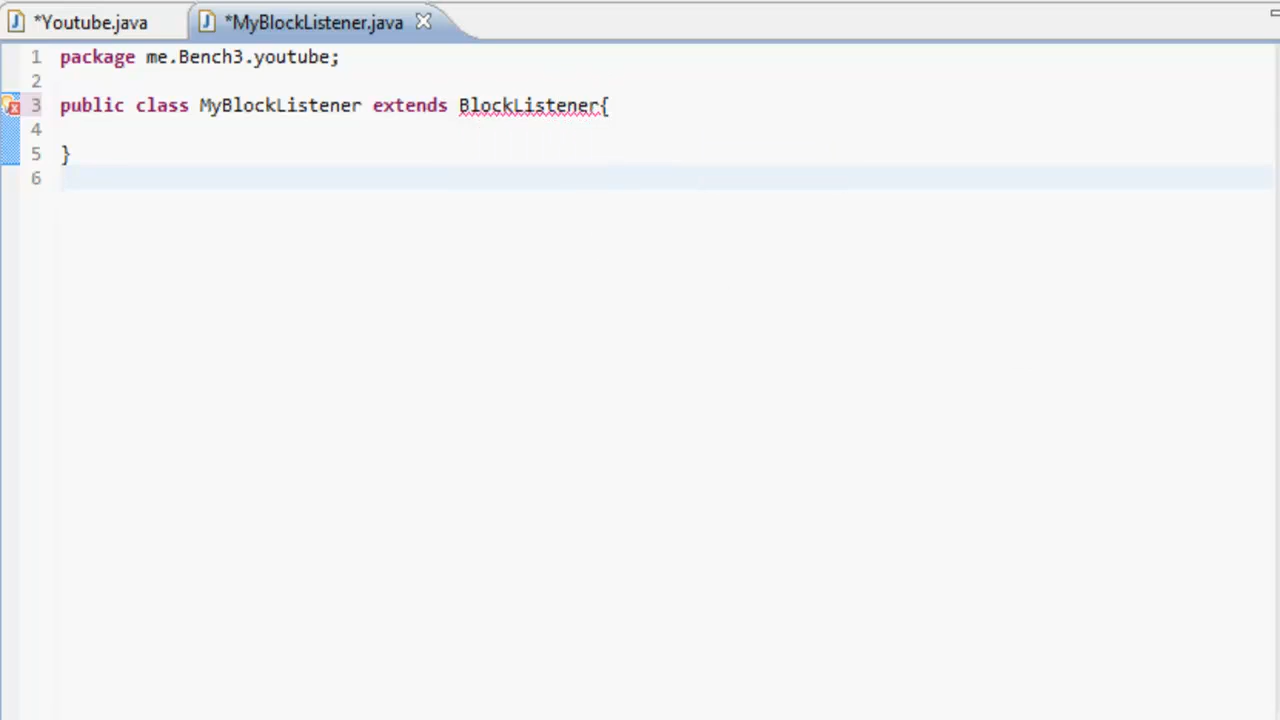 *Youtube.java *MyBlockListener.java
1 package me.Bench3.youtube;
2
3 public class MyBlockListener extends BlockListener{
4
5 }
6